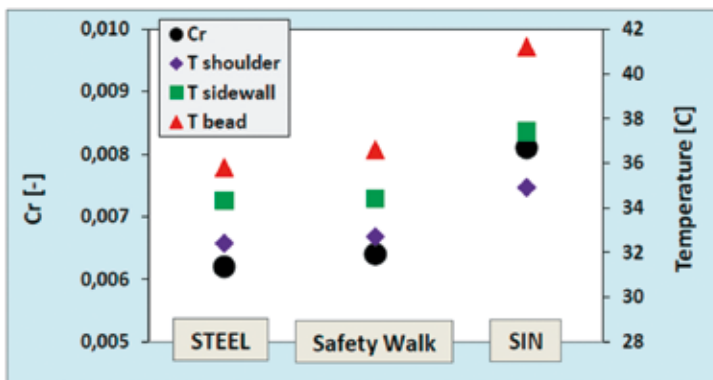 0,010
0,009
0,008
0,007
0,006
0,005
Cr [-]
Cr
T shoulder
T sidewall
T bead
STEEL
Safety Walk
SIN
42
40
38
36
34
32
30
28
Temperature [C]